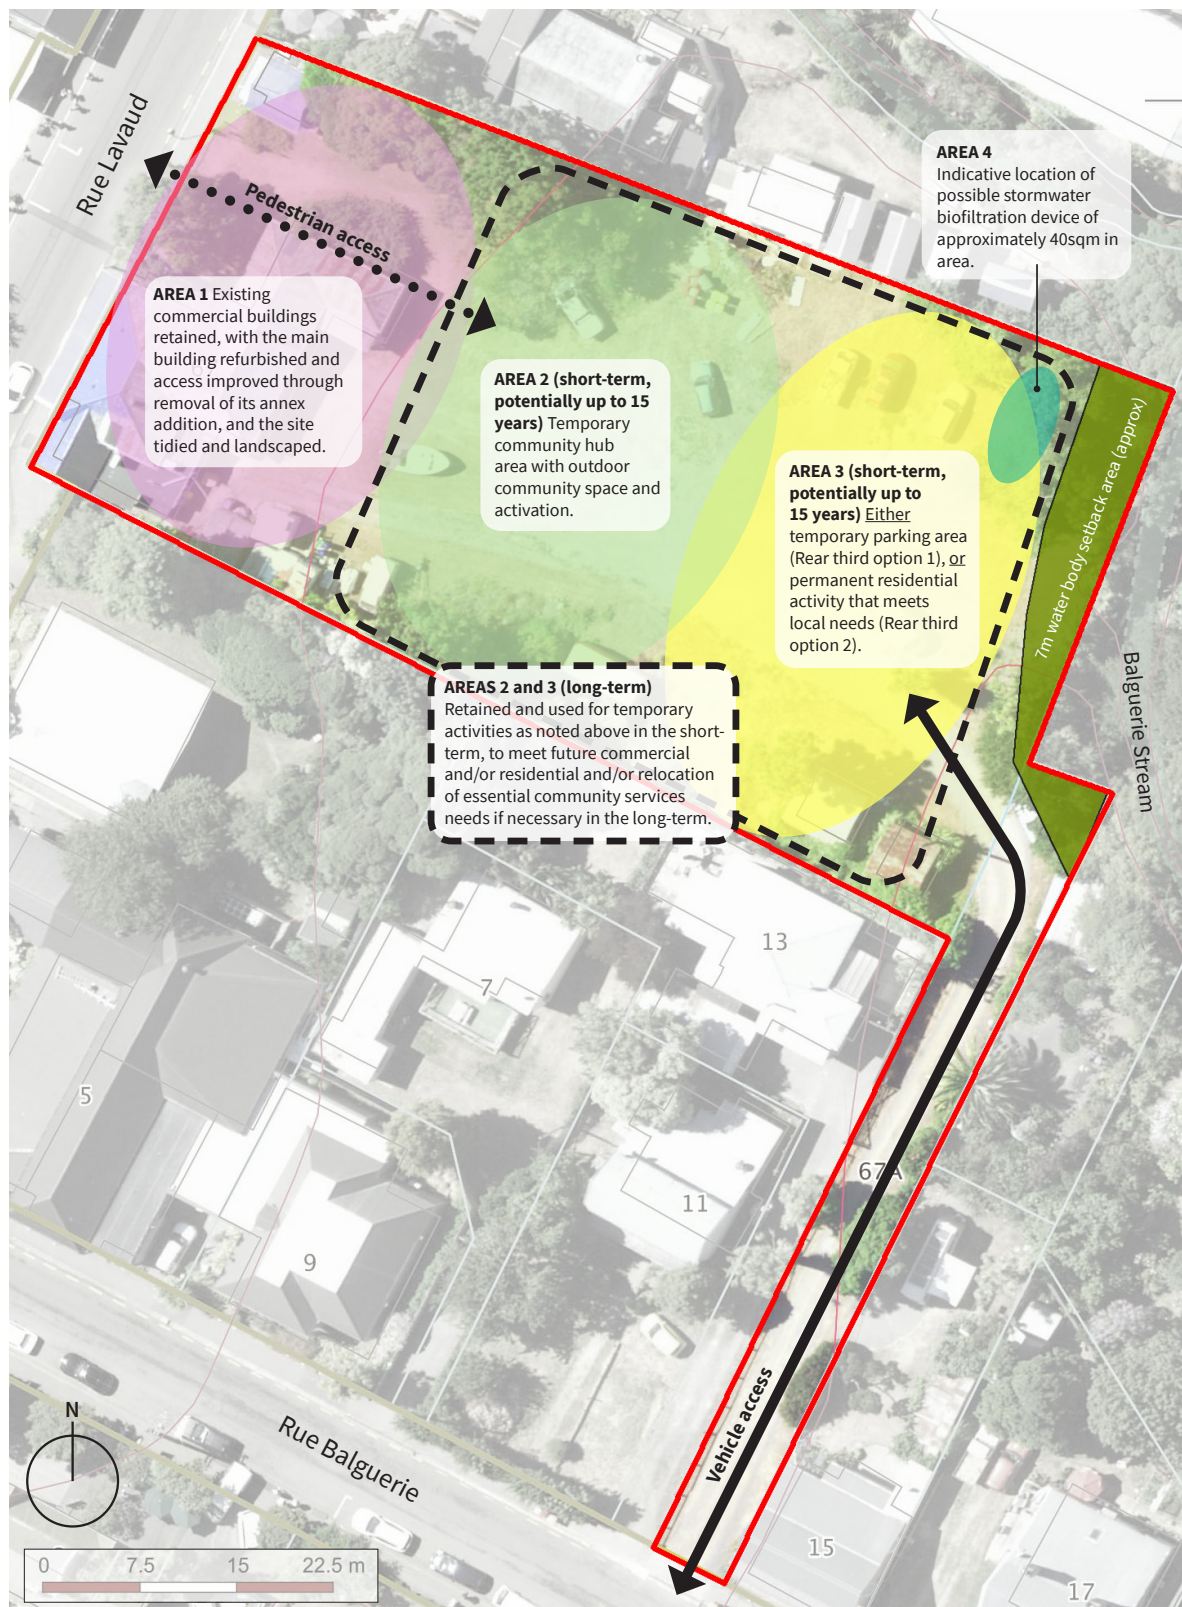 Rue Lavaud
Pedestrian access
AREA 1 Existing
commercial buildings
retained, with the main
building refurbished and
access improved through
removal of its annex
addition, and the site
tidied and landscaped.
AREA 2 (short-term,
potentially up to 15
years) Temporary
community hub
area with outdoor
community space and
activation.
AREA 4
Indicative location of
possible stormwater
biofiltration device of
approximately 40sqm in
area.
AREA 3 (short-term,
potentially up to
15 years) Either
temporary parking area
(Rear third option 1), or
permanent residential
activity that meets
local needs (Rear third
option 2).
7m water body setback area (approx)
Balguerie Stream
AREAS 2 and 3 (long-term)
Retained and used for temporary
activities as noted above in the short-
term, to meet future commercial
and/or residential and/or relocation
of essential community services
needs if necessary in the long-term.
13
7
5
67A
11
9
Vehicle access
Rue Balguerie
N
15
17
0 7.5 15 22.5 m